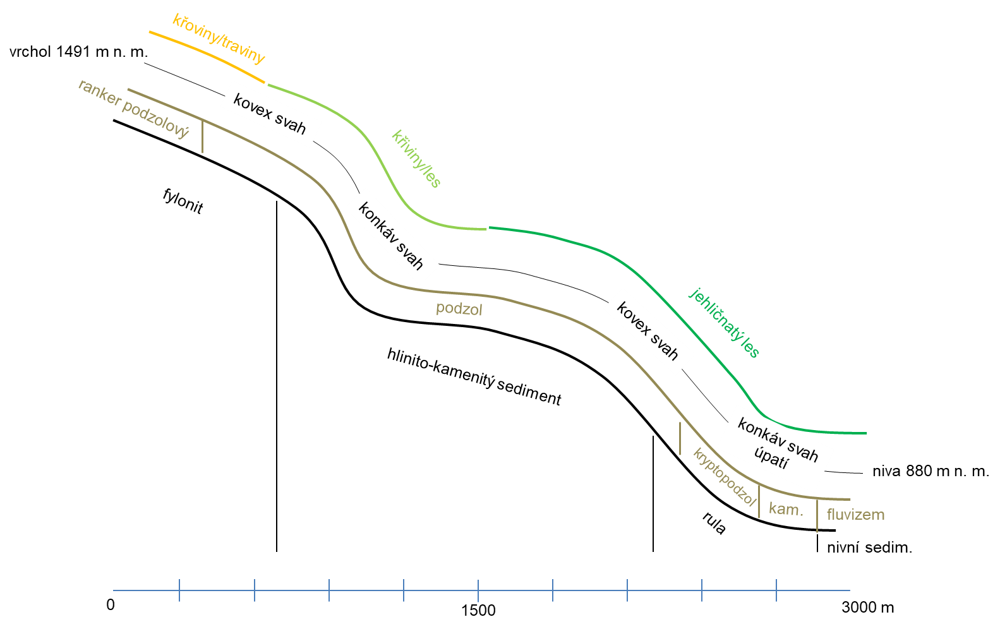 křoviny/traviny
vrchol 1491 m n. m.
ranker podzolový
kovex svah
křiviny/les
fylonit
konkáv svah
podzol
jehličnatý les
kovex svah
hlinito-kamenitý sediment
konkáv svah
úpatí
niva 880 m n. m.
kryptopodzol
kam.
fluvizem
rula
nivní sedim.
0
1500
3000 m